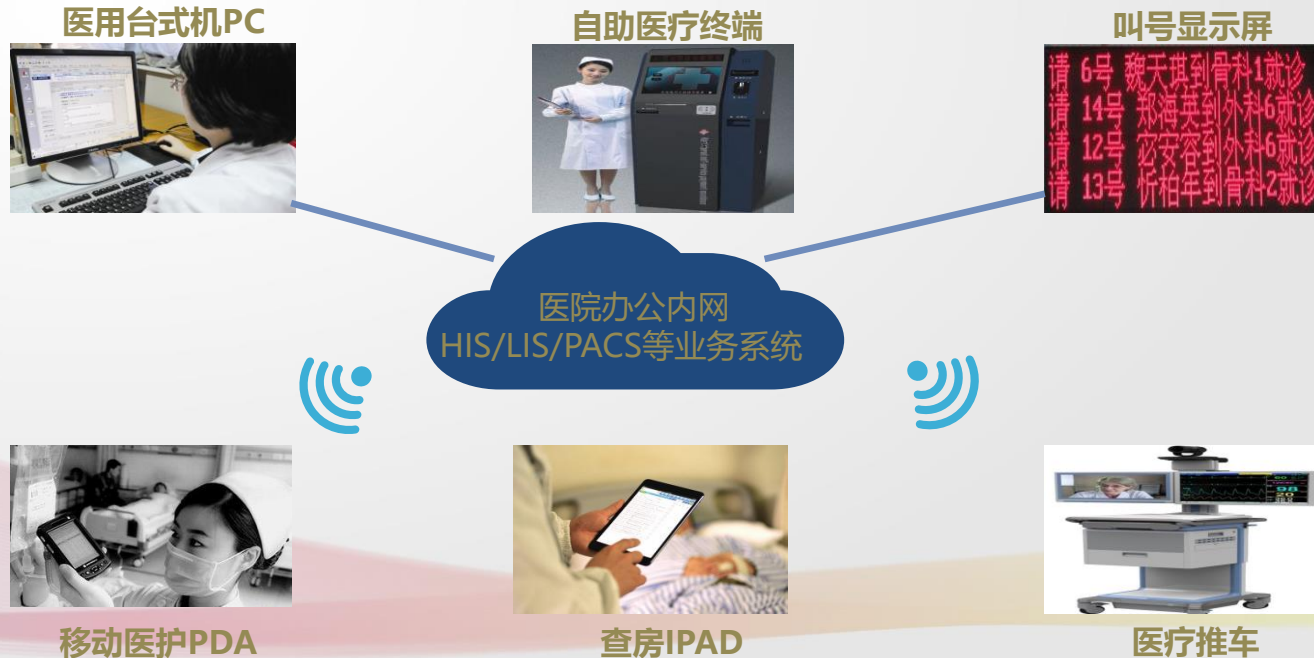 医用台式机PC
自助医疗终端
叫号显示屏
请 6号 魏天琪到骨科1就诊
请 14号 郑海英到外科6就诊
请 12号 必安容到外科6就诊
请 13号 忻柏年到骨科2就诊
医院办公内网
HIS/LIS/PACS等业务系统
移动医护PDA
查房IPAD
医疗推车